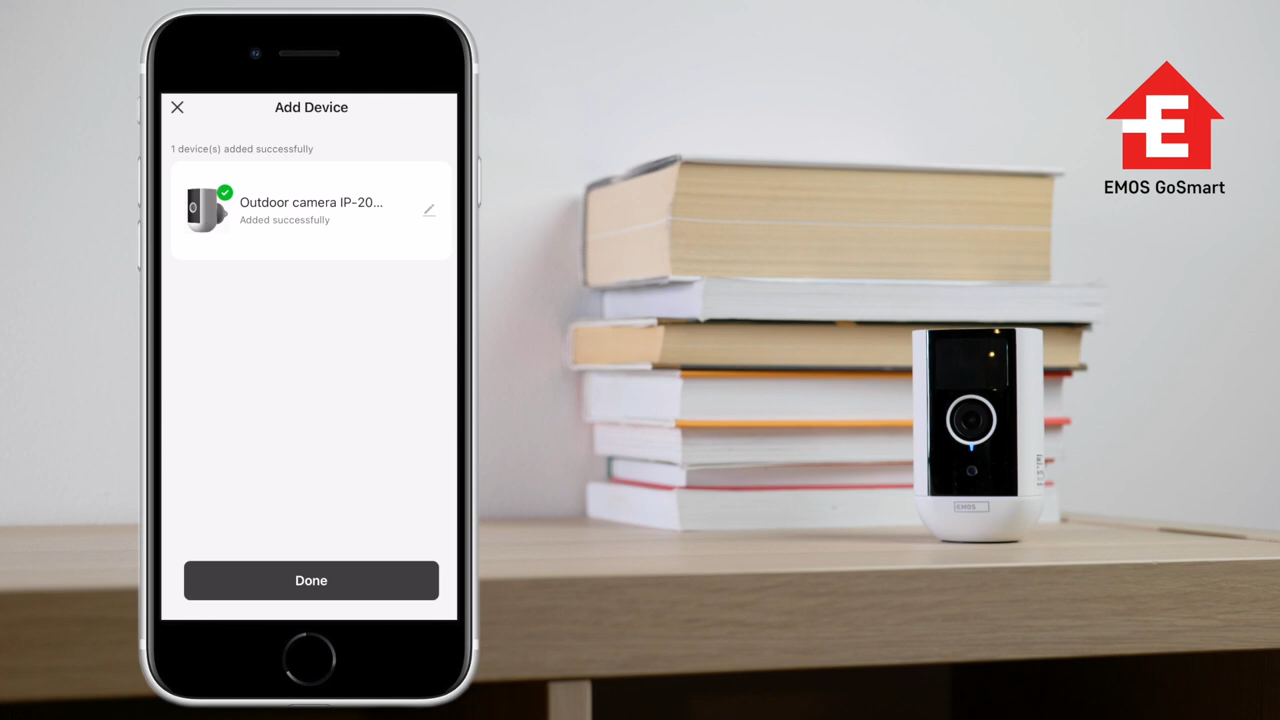 Add Device
1 device(s) added successfully
Outdoor camera IP-20...
Added successfully
Done
EMOS GoSmart
EMOS